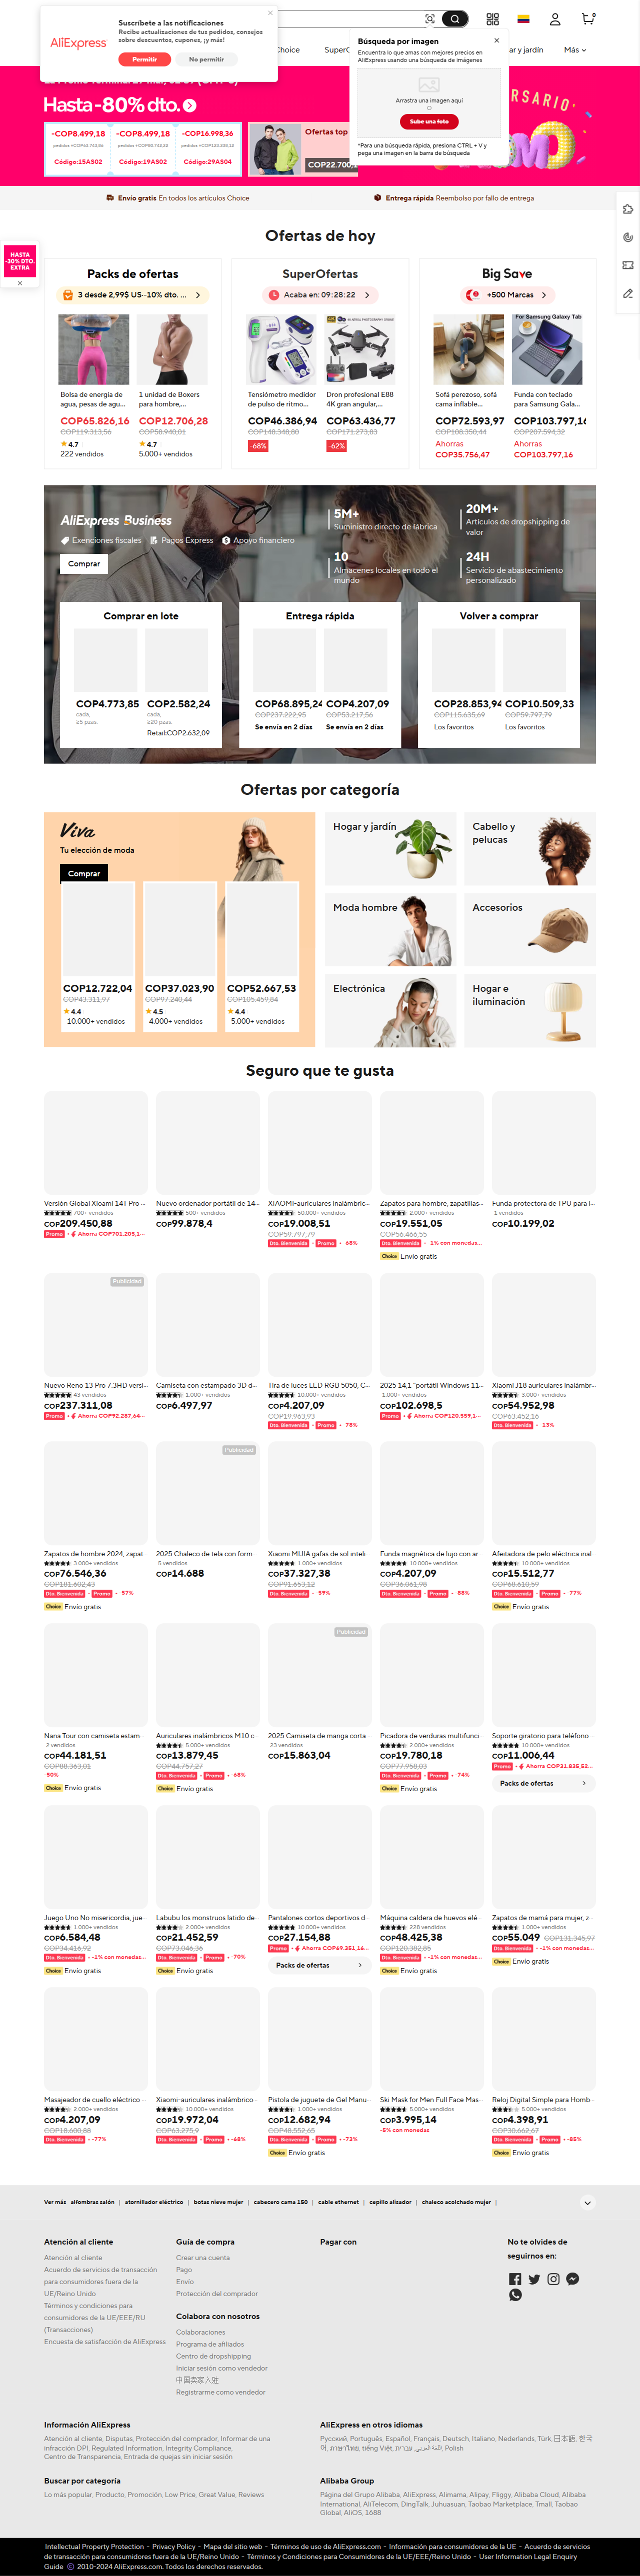 AliExpress
Suscríbete a las notificaciones
Recibe actualizaciones de tus pedidos, consejos sobre descuentos, cupones, ¡y más!
Permitir
No permitir
Choice
Más
Búsqueda por imagen
Encuentra lo que amas con mejores precios en AliExpress usando una búsqueda de imágenes
Arrastra una imagen aquí
O
Sube una foto
*Para una búsqueda rápida, presiona CTRL + V y pega una imagen en la barra de búsqueda
Hasta -80% dto.
-COP8.499,18
-COP8.499,18
-COP16.998,36
Código:15AS02
Código:19AS02
Código:29AS04
Ofertas top
Envío gratis En todos los artículos Choice
Entrega rápida Reembolso por fallo de entrega
HASTA
-30% DTO.
EXTRA
Ofertas de hoy
Packs de ofertas
3 desde 2,99$ US--10% dto. ...
Bolsa de energía de agua, pesas de agu...
COP65.826,16
COP119.313,56
4.7
222 vendidos
1 unidad de Boxers para hombre,...
COP12.706,28
COP58.940,01
4.7
5.000+ vendidos
SuperOfertas
Acaba en: 09:28:22
Tensiómetro medidor de pulso de ritmo...
COP46.386,94
COP148.348,80
-68%
Dron profesional E88 4K gran angular,...
COP63.436,77
COP171.273,83
-62%
Big Save
+500 Marcas
Sofá perezoso, sofá cama inflable...
COP72.593,97
COP108.350,44
Ahorras
COP35.756,47
For Samsung Galaxy Tab
Funda con teclado para Samsung Gala...
COP103.797,16
COP207.594,32
Ahorras
COP103.797,16
AliExpress Business
Exenciones fiscales
Pagos Express
Apoyo financiero
Comprar
5M+
Suministro directo de fábrica
20M+
Artículos de dropshipping de valor
10
Almacenes locales en todo el mundo
24H
Servicio de abastecimiento personalizado
Comprar en lote
COP4.773,85
cada,
≥5 pzas.
COP2.582,24
cada,
≥20 pzas.
Retail:COP2.632,09
Entrega rápida
COP68.895,24
COP237.222,95
Se envía en 2 días
COP4.207,09
COP53.217,56
Se envía en 2 días
Volver a comprar
COP28.853,94
COP115.635,69
Los favoritos
COP10.509,33
COP59.797,79
Los favoritos
Ofertas por categoría
Viva
Tu elección de moda
Comprar
COP12.722,04
COP43.311,97
4.4
10.000+ vendidos
COP37.023,90
COP97.240,44
4.5
4.000+ vendidos
COP52.667,53
COP105.459,84
4.4
5.000+ vendidos
Hogar y jardín
Cabello y pelucas
Moda hombre
Accesorios
Electrónica
Hogar e iluminación
Seguro que te gusta
Versión Global Xioami 14T Pro
700+ vendidos
COP209.450,88
Nuevo ordenador portátil de 14
500+ vendidos
COP99.878,4
XIAOMI-auriculares inalámbric
50.000+ vendidos
COP19.008,51
COP59.797,79
Dto. Bienvenida Promo -68%
Zapatos para hombre, zapatillas
2.000+ vendidos
COP19.551,05
COP56.466,55
Dto. Bienvenida -1% con monedas...
Choice Envío gratis
Funda protectora de TPU para i
1 vendidos
COP10.199,02
Publicidad
Nuevo Reno 13 Pro 7.3HD versi
43 vendidos
COP237.311,08
Camiseta con estampado 3D d
1.000+ vendidos
COP6.497,97
Tira de luces LED RGB 5050, C
10.000+ vendidos
COP4.207,09
COP19.963,93
Dto. Bienvenida Promo -78%
2025 14,1 "portátil Windows 11
1.000+ vendidos
COP102.698,5
Xiaomi J18 auriculares inalámbr
3.000+ vendidos
COP54.952,98
COP63.452,16
Dto. Bienvenida -13%
Zapatos de hombre 2024, zapat
3.000+ vendidos
COP76.546,36
COP181.602,43
Dto. Bienvenida Promo -57%
Choice Envío gratis
Publicidad
2025 Chaleco de tela con form
5 vendidos
COP14.688
Xiaomi MIJIA gafas de sol inteli
1.000+ vendidos
COP37.327,38
COP91.653,12
Dto. Bienvenida -59%
Funda magnética de lujo con ar
10.000+ vendidos
COP4.207,09
COP36.061,98
Dto. Bienvenida Promo -88%
Afeitadora de pelo eléctrica inal
10.000+ vendidos
COP15.512,77
COP68.610,59
Dto. Bienvenida Promo -77%
Choice Envío gratis
Nana Tour con camiseta estam
2 vendidos
COP44.181,51
COP88.363,01
-50%
Choice Envío gratis
Auriculares inalámbricos M10 c
5.000+ vendidos
COP13.879,45
COP44.757,27
Dto. Bienvenida Promo -68%
Choice Envío gratis
Publicidad
2025 Camiseta de manga corta
23 vendidos
COP15.863,04
Picadora de verduras multifunci
2.000+ vendidos
COP19.780,18
COP77.958,03
Dto. Bienvenida Promo -74%
Choice Envío gratis
Soporte giratorio para teléfono
10.000+ vendidos
COP11.006,44
Promo Ahorra COP31.835,52...
Packs de ofertas
Juego Uno No misericordia, jue
1.000+ vendidos
COP6.584,48
COP34.416,92
Dto. Bienvenida -1% con monedas...
Choice Envío gratis
Labubu los monstruos latido de
2,000+ vendidos
COP21.452,59
COP73.046,36
Dto. Bienvenida Promo -70%
Choice Envío gratis
Pantalones cortos deportivos d
10.000+ vendidos
COP27.154,88
Promo Ahorra COP69.351,16...
Packs de ofertas
Máquina caldera de huevos elé
228 vendidos
COP48.425,38
COP120.382,85
Dto. Bienvenida -1% con monedas...
Choice Envío gratis
Zapatos de mamá para mujer, z
1.000+ vendidos
COP55.049 COP131.345,97
Dto. Bienvenida -1% con monedas...
Choice Envío gratis
Masajeador de cuello eléctrico
2.000+ vendidos
COP4.207,09
COP18.600,88
Dto. Bienvenida -77%
Xiaomi-auriculares inalámbrico
10.000+ vendidos
COP19.972,04
COP63.275,9
Dto. Bienvenida Promo -68%
Pistola de juguete de Gel Manu
1.000+ vendidos
COP12.682,94
COP48.552,65
Dto. Bienvenida Promo -73%
Choice Envío gratis
Ski Mask for Men Full Face Mas
5.000+ vendidos
COP3.995,14
-5% con monedas
Reloj Digital Simple para Homb
5.000+ vendidos
COP4.398,91
COP30.662,67
Dto. Bienvenida Promo -85%
Choice Envío gratis
Ver más alfombras salón | atornillador eléctrico | botas nieve mujer | cabecero cama 150 | cable ethernet | cepillo alisador | chaleco acolchado mujer |
Atención al cliente
Atención al cliente
Acuerdo de servicios de transacción para consumidores fuera de la UE/Reino Unido
Términos y condiciones para consumidores de la UE/EEE/RU (Transacciones)
Encuesta de satisfacción de AliExpress
Guía de compra
Crear una cuenta
Pago
Envío
Protección del comprador
Colabora con nosotros
Colaboraciones
Programa de afiliados
Centro de dropshipping
Iniciar sesión como vendedor
中国卖家入驻
Registrarme como vendedor
Pagar con
No te olvides de seguirnos en:
Información AliExpress
Atención al cliente, Disputas, Protección del comprador, Informar de una infracción DPI, Regulated Information, Integrity Compliance, Centro de Transparencia, Entrada de quejas sin iniciar sesión
AliExpress en otros idiomas
Русский, Português, Español, Français, Deutsch, Italiano, Nederlands, Türk, 日本語, 한국어, ภาษาไทย, tiếng Việt, עברית, اللغة العربية, Polish
Buscar por categoría
Lo más popular, Producto, Promoción, Low Price, Great Value, Reviews
Alibaba Group
Página del Grupo Alibaba, AliExpress, Alimama, Alipay, Fliggy, Alibaba Cloud, Alibaba International, AliTelecom, DingTalk, Juhuasuan, Taobao Marketplace, Tmall, Taobao Global, AliOS, 1688
Intellectual Property Protection - Privacy Policy - Mapa del sitio web - Términos de uso de AliExpress.com - Información para consumidores de la UE - Acuerdo de servicios de transacción para consumidores fuera de la UE/Reino Unido - Términos y Condiciones para Consumidores de la UE/EEE/Reino Unido - User Information Legal Enquiry Guide © 2010-2024 AliExpress.com. Todos los derechos reservados.